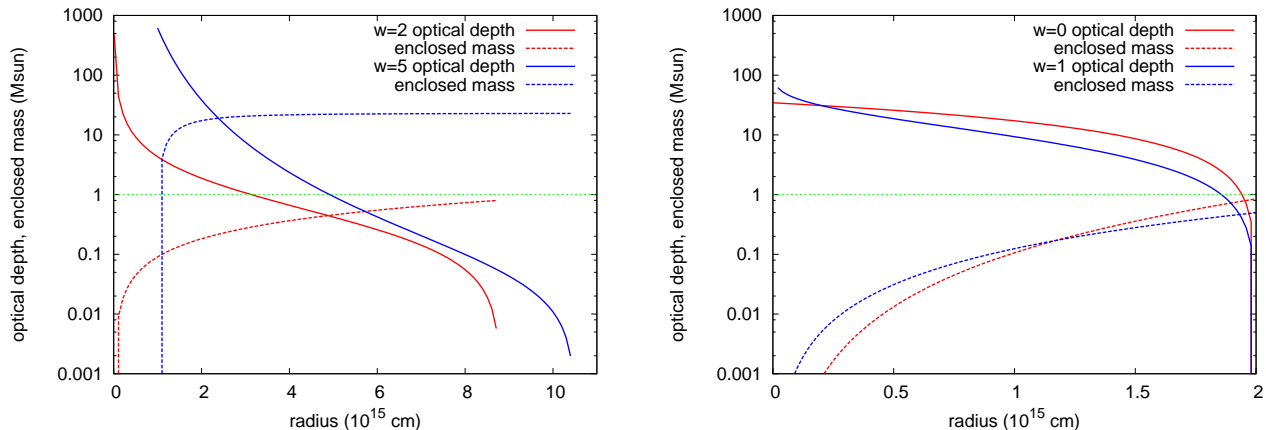 optical depth, enclosed mass (Msun)
1000
100
10
1
0.1
0.01
0.001
w=2 optical depth
enclosed mass
w=5 optical depth
enclosed mass
0 2 4 6 8 10
radius (10^15 cm)
optical depth, enclosed mass (Msun)
1000
100
10
1
0.1
0.01
0.001
w=0 optical depth
enclosed mass
w=1 optical depth
enclosed mass
0 0.5 1 1.5 2
radius (10^15 cm)